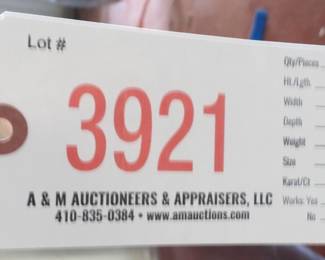 Lot #
3921
A & M AUCTIONEERS & APPRAISERS, LLC
410-835-0384 • www.amauctions.com
Qty/Pieces
Ht./Lgth
Width
Depth
Weight
Size
Karat/Ct
Works: Yes
No